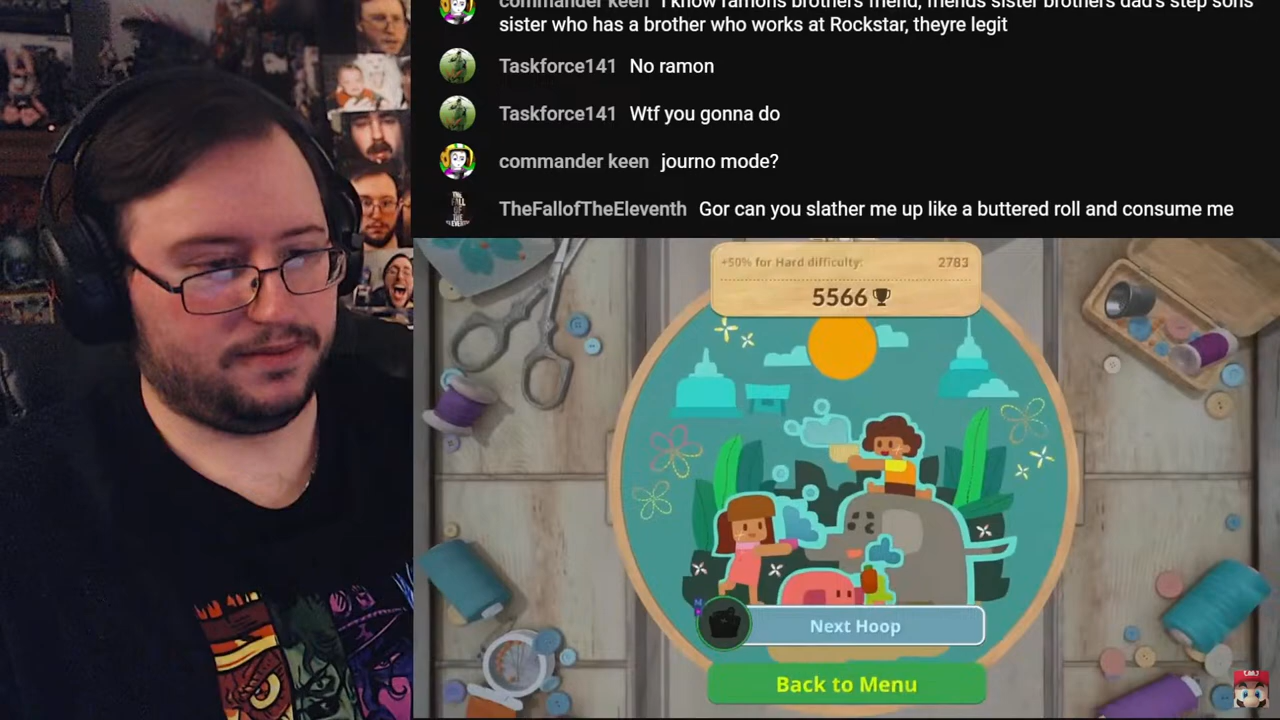 commander keen I know ramons brothers friend, friends sister brothers dad's step sons
sister who has a brother who works at Rockstar, theyre legit
Taskforce141 No ramon
Taskforce141 Wtf you gonna do
commander keen journo mode?
TheFallofTheEleventh Gor can you slather me up like a buttered roll and consume me
+50% for Hard difficulty: 2783
5566
Next Hoop
Back to Menu